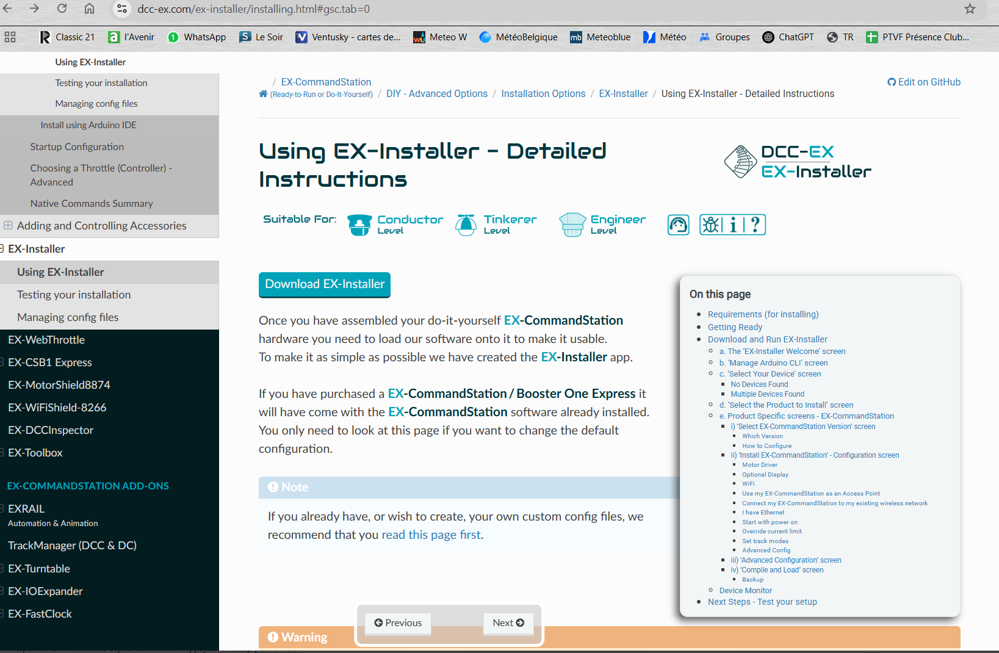 dcc-ex.com/ex-installer/installing.html#gsc.tab=0
Classic 21
l'Avenir
WhatsApp
Le Soir
Ventusky - cartes de...
Meteo W
MétéoBelgique
Meteoblue
Météo
Groupes
ChatGPT
TR
PTVF Présence Club...
Using EX-Installer
Testing your installation
Managing config files
Install using Arduino IDE
Startup Configuration
Choosing a Throttle (Controller) -
Advanced
Native Commands Summary
Adding and Controlling Accessories
EX-Installer
Using EX-Installer
Testing your installation
Managing config files
EX-WebThrottle
EX-CSB1 Express
EX-MotorShield8874
EX-WiFiShield-8266
EX-DCCInspector
EX-Toolbox
EX-COMMANDSTATION ADD-ONS
EXRAIL
Automation & Animation
TrackManager (DCC & DC)
EX-Turntable
EX-IOExpander
EX-FastClock
/ EX-CommandStation
(Ready-to-Run or Do-It-Yourself) / DIY - Advanced Options / Installation Options / EX-Installer / Using EX-Installer - Detailed Instructions
Edit on GitHub
Using EX-Installer - Detailed
Instructions
DCC-EX
EX-Installer
Suitable For:
Conductor
Level
Tinkerer
Level
Engineer
Level
Download EX-Installer
Once you have assembled your do-it-yourself EX-CommandStation
hardware you need to load our software onto it to make it usable.
To make it as simple as possible we have created the EX-Installer app.
If you have purchased a EX-CommandStation / Booster One Express it
will have come with the EX-CommandStation software already installed.
You only need to look at this page if you want to change the default
configuration.
Note
If you already have, or wish to create, your own custom config files, we
recommend that you read this page first.
Previous
Next
Warning
On this page
Requirements (for installing)
Getting Ready
Download and Run EX-Installer
a. The ‘EX-Installer Welcome’ screen
b. ‘Manage Arduino CLI’ screen
c. ‘Select Your Device’ screen
No Devices Found
Multiple Devices Found
d. ‘Select the Product to Install’ screen
e. Product Specific screens - EX-CommandStation
i) ‘Select EX-CommandStation Version’ screen
Which Version
How to Configure
ii) ‘Install EX-CommandStation’ - Configuration screen
Motor Driver
Optional Display
WiFi
Use my EX-CommandStation as an Access Point
Connect my EX-CommandStation to my existing wireless network
I have Ethernet
Start with power on
Override current limit
Set track modes
Advanced Config
iii) ‘Advanced Configuration’ screen
iv) ‘Compile and Load’ screen
Backup
Device Monitor
Next Steps - Test your setup